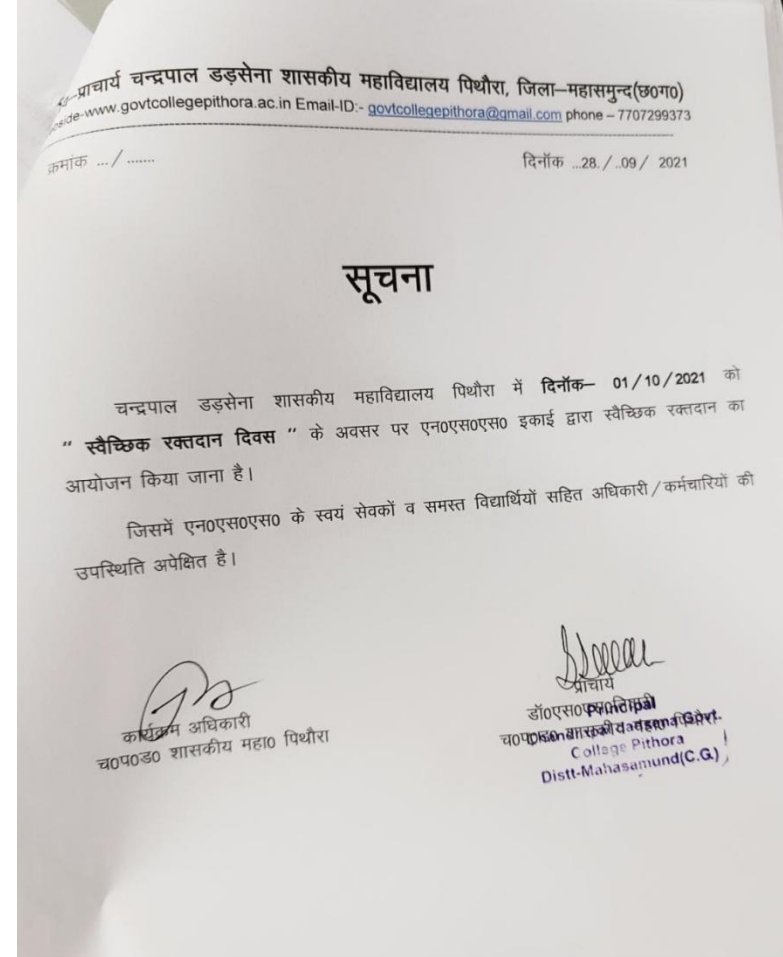 प्राचार्य चन्द्रपाल डड़सेना शासकीय महाविद्यालय पिथौरा, जिला–महासमुन्द(छ0ग0)
www.govtcollegepithora.ac.in Email-ID:- govtcollegepithora@gmail.com phone – 7707299373
क्रमांक .../ .......
दिनॉक ...28./..09/ 2021
सूचना
चन्द्रपाल डड़सेना शासकीय महाविद्यालय पिथौरा में दिनॉक– 01/10/2021 को
" स्वैच्छिक रक्तदान दिवस " के अवसर पर एन0एस0एस0 इकाई द्वारा स्वैच्छिक रक्तदान का
आयोजन किया जाना है।
जिसमें एन0एस0एस0 के स्वयं सेवकों व समस्त विद्यार्थियों सहित अधिकारी/कर्मचारियों की
उपस्थिति अपेक्षित है।
कार्यक्रम अधिकारी
च0प0ड0 शासकीय महा0 पिथौरा
प्राचार्य
डॉ0एस0
Principal
Govt.
College Pithora
Distt-Mahasamund(C.G.)